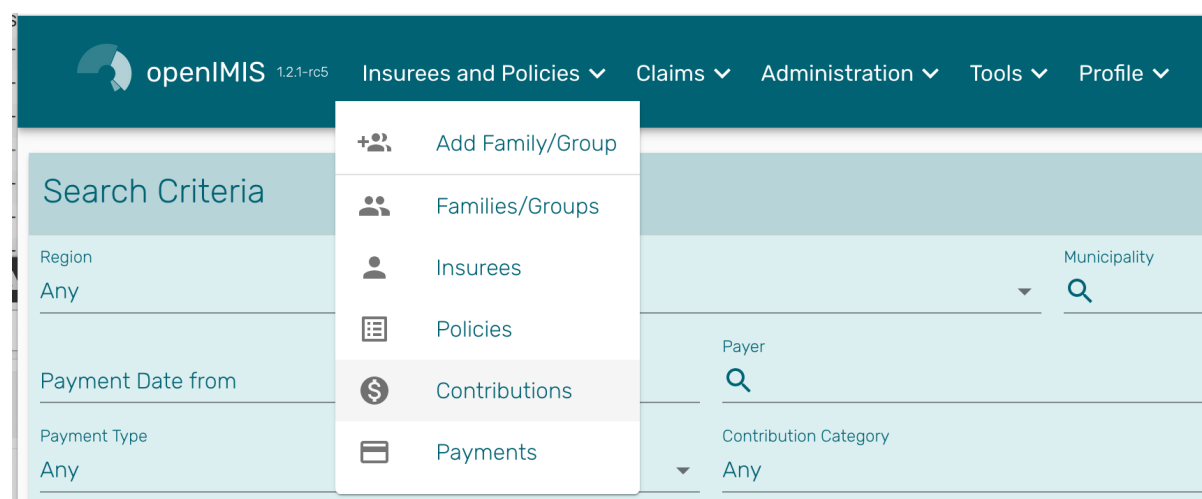 openIMIS 1.2.1-rc5 Insurees and Policies Claims Administration Tools Profile
Add Family/Group
Families/Groups
Insurees
Policies
Contributions
Payments
Search Criteria
Region
Any
Municipality
Payment Date from
Payer
Payment Type
Any
Contribution Category
Any